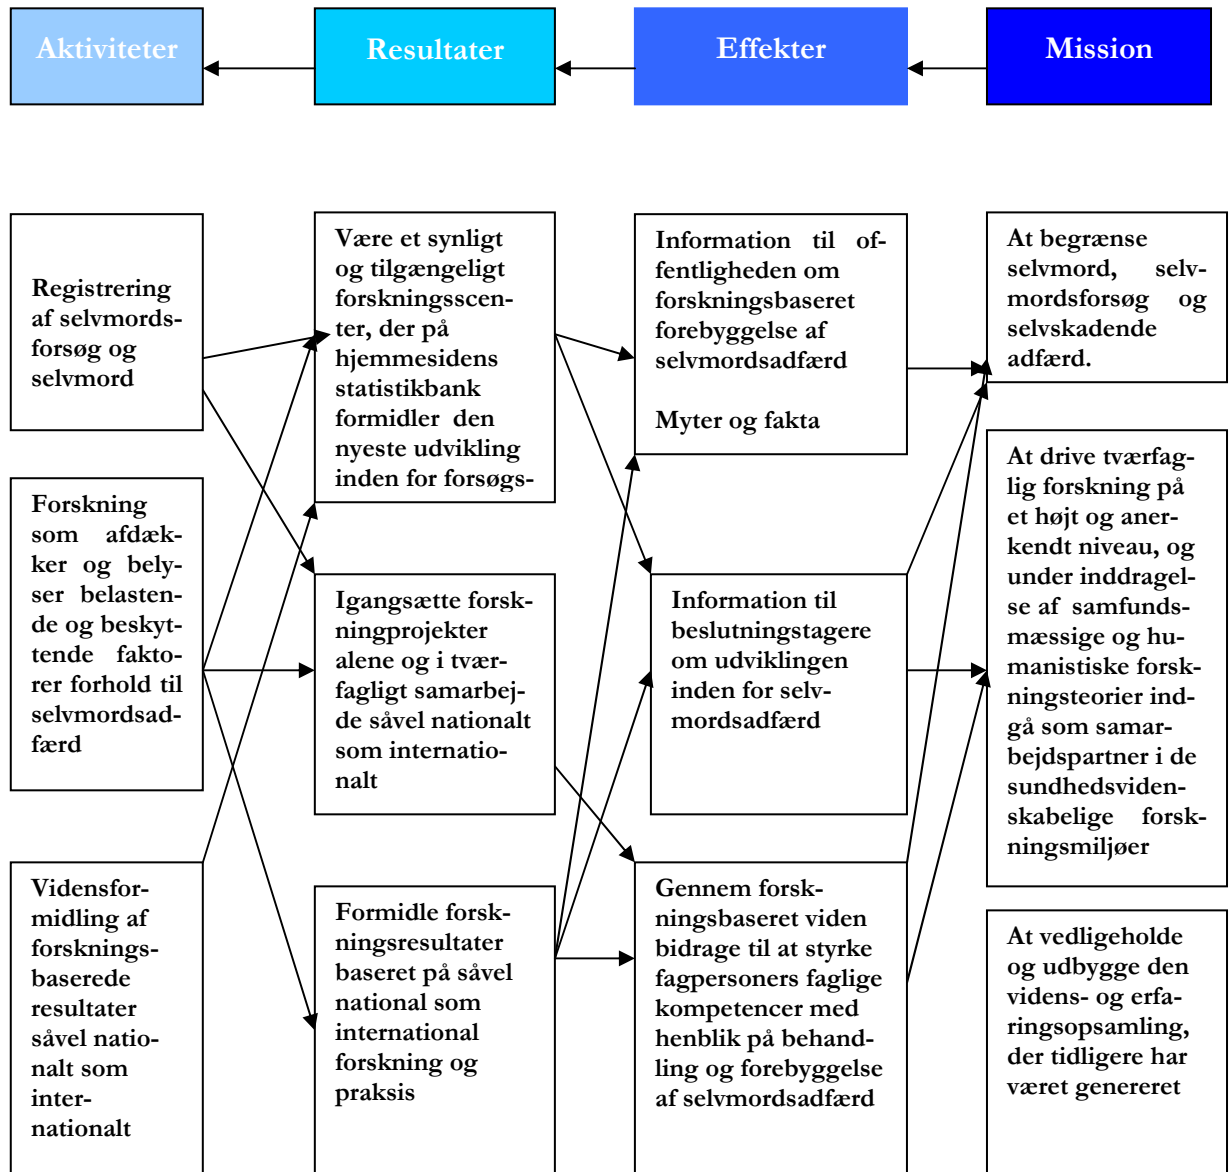 Aktiviteter
Resultater
Effekter
Mission
Registrering
af selvmords-
forsøg og
selvmord
Forskning
som afdæk-
ker og bely-
ser belasten-
de og beskyt-
tende fakto-
rer forhold til
selvmordsad-
færd
Vidensfor-
midling af
forsknings-
baserede
resultater
såvel natio-
nalt som
inter-
nationalt
Være et synligt
og tilgængeligt
forskningsscen-
ter, der på
hjemmesidens
statistikbank
formidler den
nyeste udvikling
inden for forsøgs-
Igangsætte forsk-
ningprojekter
alene og i tvær-
fagligt samarbej-
de såvel nationalt
som internatio-
nalt
Formidle forsk-
ningsresultater
baseret på såvel
national som
international
forskning og
praksis
Information til of-
fentligheden om
forskningsbaseret
forebyggelse af
selvmordsadfærd
Myter og fakta
Information til
beslutningstagere
om udviklingen
inden for selv-
mordsadfærd
Gennem forsk-
ningsbaseret viden
bidrage til at styrke
fagpersoners faglige
kompetencer med
henblik på behand-
ling og forebyggelse
af selvmordsadfærd
At begrænse
selvmord, selv-
mordsforsøg og
selvskadende
adfærd.
At drive tværfag-
lig forskning på
et højt og aner-
kendt niveau, og
under inddragel-
se af samfunds-
mæssige og hu-
manistiske forsk-
ningsteorier ind-
gå som samar-
bejdspartner i de
sundhedsviden-
skabelige forsk-
ningsmiljøer
At vedligeholde
og udbygge den
videns- og erfa-
ringsopsamling,
der tidligere har
været genereret